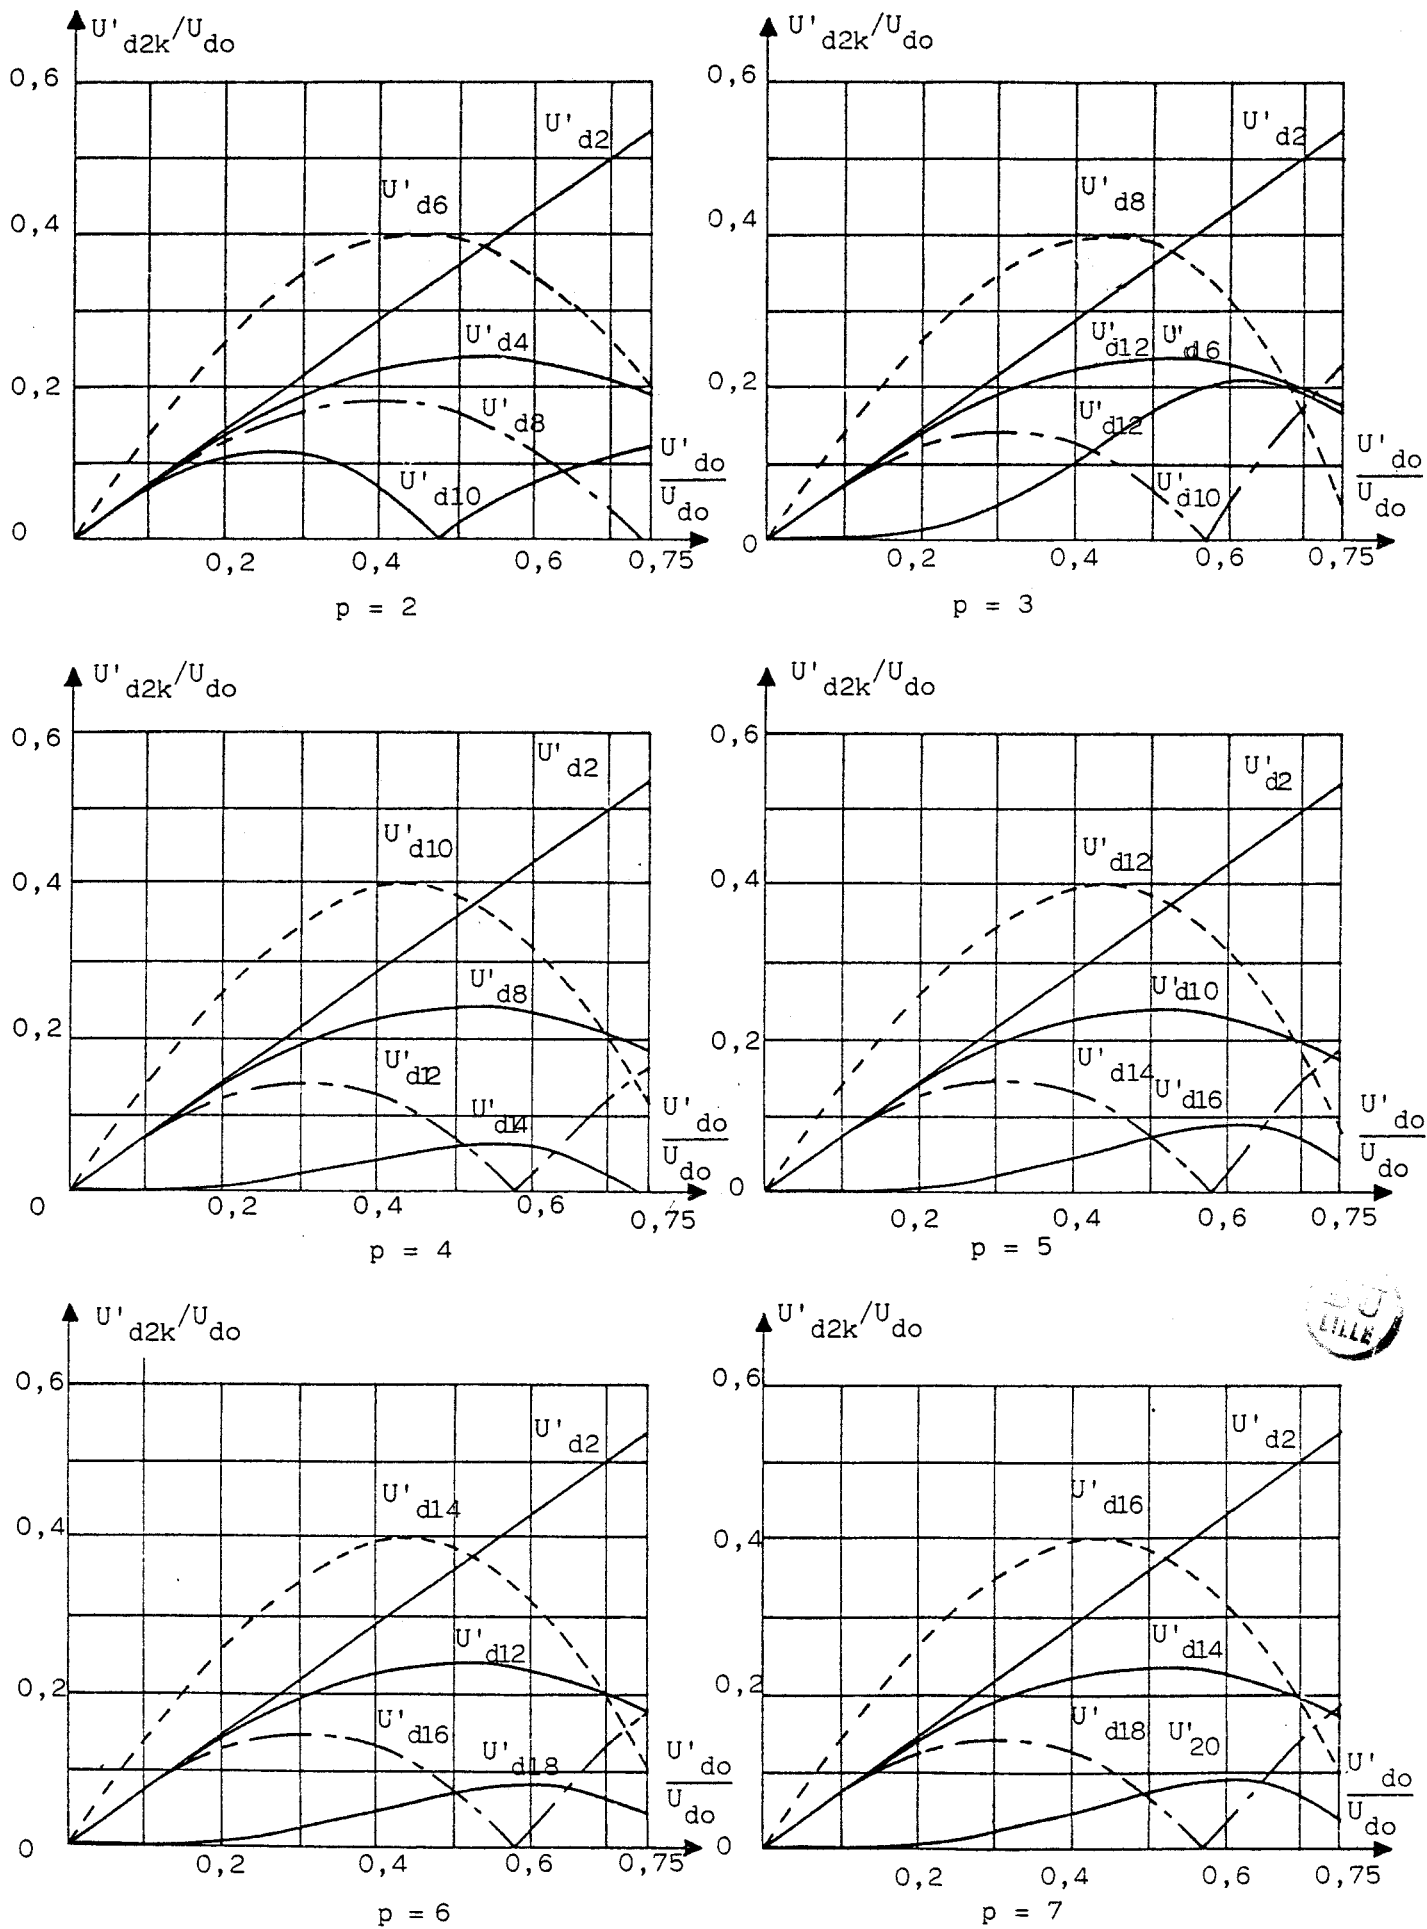 U'd2k/Udo
0,6
0,4
0,2
0
U'd2
U'd6
U'd4
U'd8
U'd10
U'do
Udo
0,2
0,4
0,6
0,75
p = 2
U'd2k/Udo
0,6
0,4
0,2
0
U'd2
U'd8
U'd12
U'd6
U'd12
U'd10
U'do
Udo
0,2
0,4
0,6
0,75
p = 3
U'd2k/Udo
0,6
0,4
0,2
0
U'd2
U'd10
U'd8
U'd12
U'd14
U'do
Udo
0,2
0,4
0,6
0,75
p = 4
U'd2k/Udo
0,6
0,4
0,2
0
U'd2
U'd12
U'd10
U'd14
U'd16
U'do
Udo
0,2
0,4
0,6
0,75
p = 5
U'd2k/Udo
0,6
0,4
0,2
0
U'd2
U'd14
U'd12
U'd16
U'd18
U'do
Udo
0,2
0,4
0,6
0,75
p = 6
LILLE
U'd2k/Udo
0,6
0,4
0,2
0
U'd2
U'd16
U'd14
U'd18
U'20
U'do
Udo
0,2
0,4
0,6
0,75
p = 7